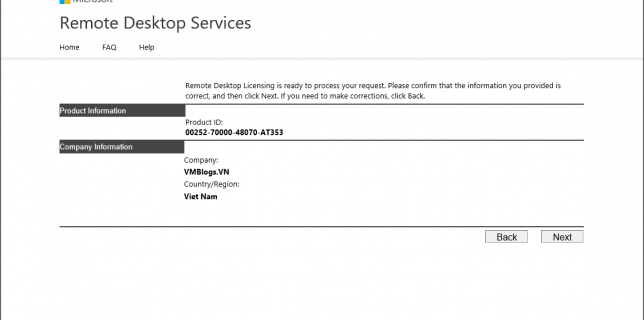 Microsoft
Remote Desktop Services
Home FAQ Help
Remote Desktop Licensing is ready to process your request. Please confirm that the information you provided is
correct, and then click Next. If you need to make corrections, click Back.
Product Information
Product ID:
00252-70000-48070-AT353
Company Information
Company:
VMBlogs.VN
Country/Region:
Viet Nam
Back Next